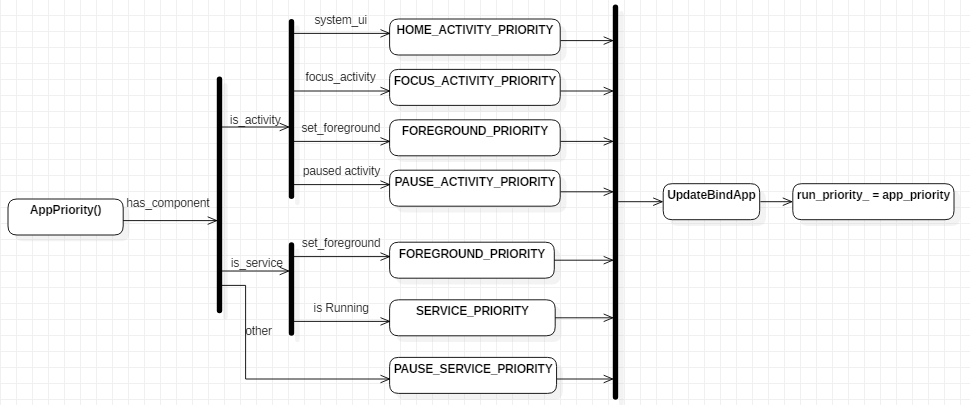 AppPriority()
has_component
is_activity
system_ui
HOME_ACTIVITY_PRIORITY
focus_activity
FOCUS_ACTIVITY_PRIORITY
set_foreground
FOREGROUND_PRIORITY
paused activity
PAUSE_ACTIVITY_PRIORITY
is_service
set_foreground
FOREGROUND_PRIORITY
is Running
SERVICE_PRIORITY
other
PAUSE_SERVICE_PRIORITY
UpdateBindApp
run_priority_ = app_priority